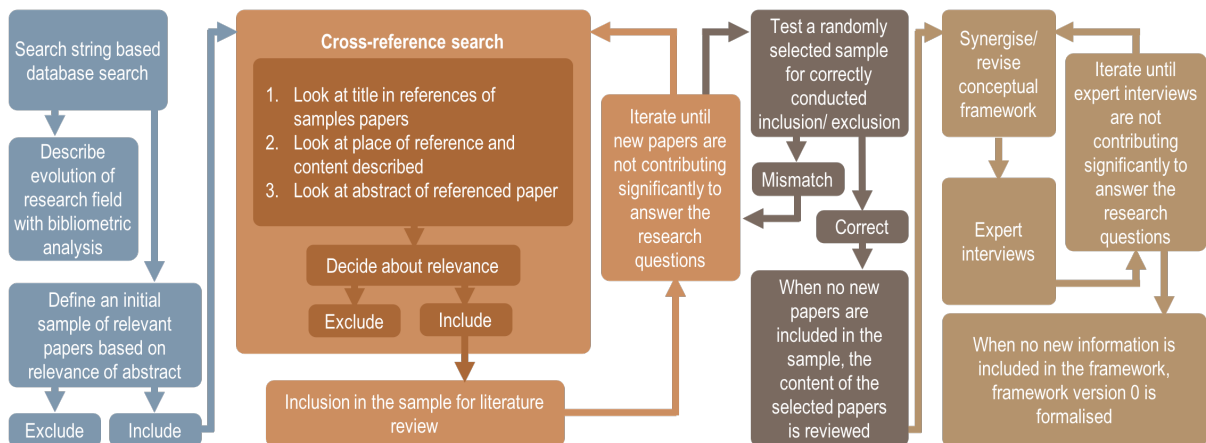 Search string based
database search
Describe
evolution of
research field
with bibliometric
analysis
Define an initial
sample of relevant
papers based on
relevance of abstract
Exclude
Include
Cross-reference search
1. Look at title in references of
samples papers
2. Look at place of reference and
content described
3. Look at abstract of referenced paper
Decide about relevance
Exclude
Include
Inclusion in the sample for literature
review
Iterate until
new papers are
not contributing
significantly to
answer the
research
questions
Test a randomly
selected sample
for correctly
conducted
inclusion/ exclusion
Mismatch
Correct
When no new
papers are
included in the
sample, the
content of the
selected papers
is reviewed
Synergise/
revise
conceptual
framework
Expert
interviews
Iterate until
expert interviews
are not
contributing
significantly to
answer the
research
questions
When no new information is
included in the framework,
framework version 0 is
formalised